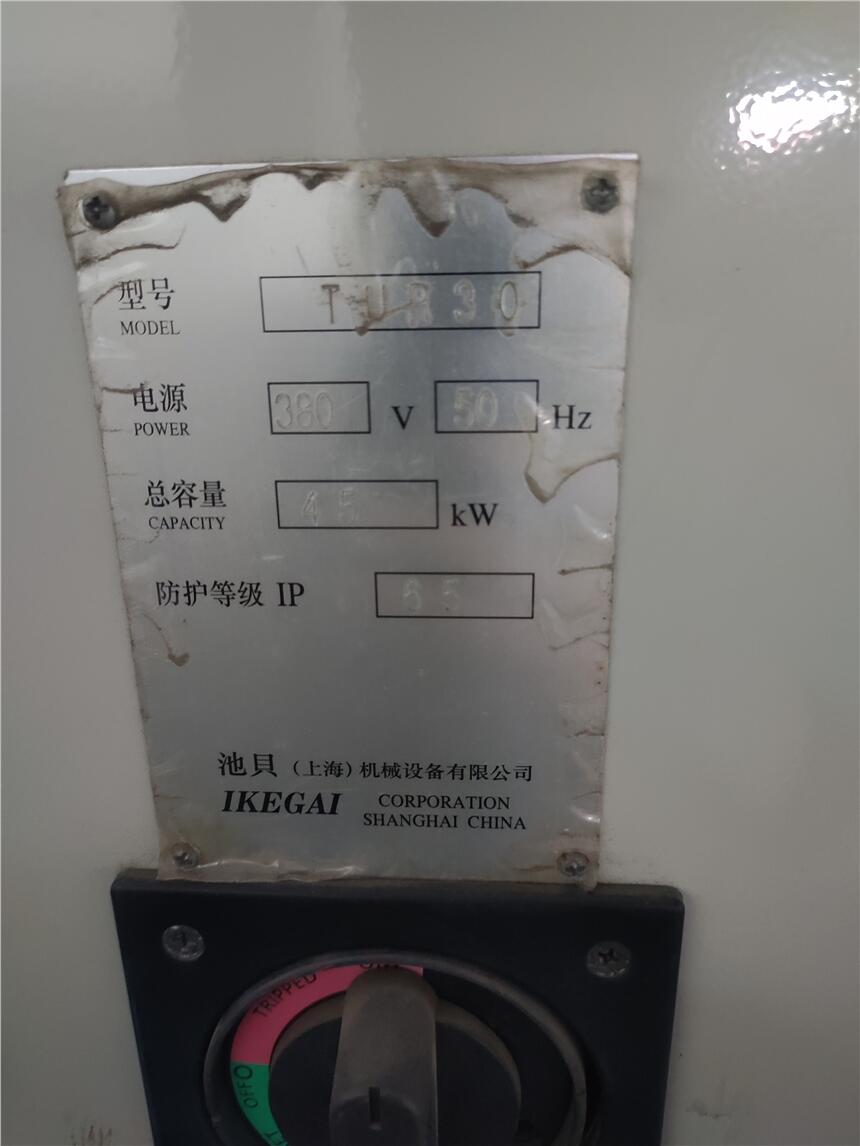 型号 TUR30
MODEL
电源 380 V 50 Hz
POWER
总容量 45 kW
CAPACITY
防护等级 IP 65
池貝（上海）机械设备有限公司
IKEGAI CORPORATION
SHANGHAI CHINA
TRIPPED
OFF